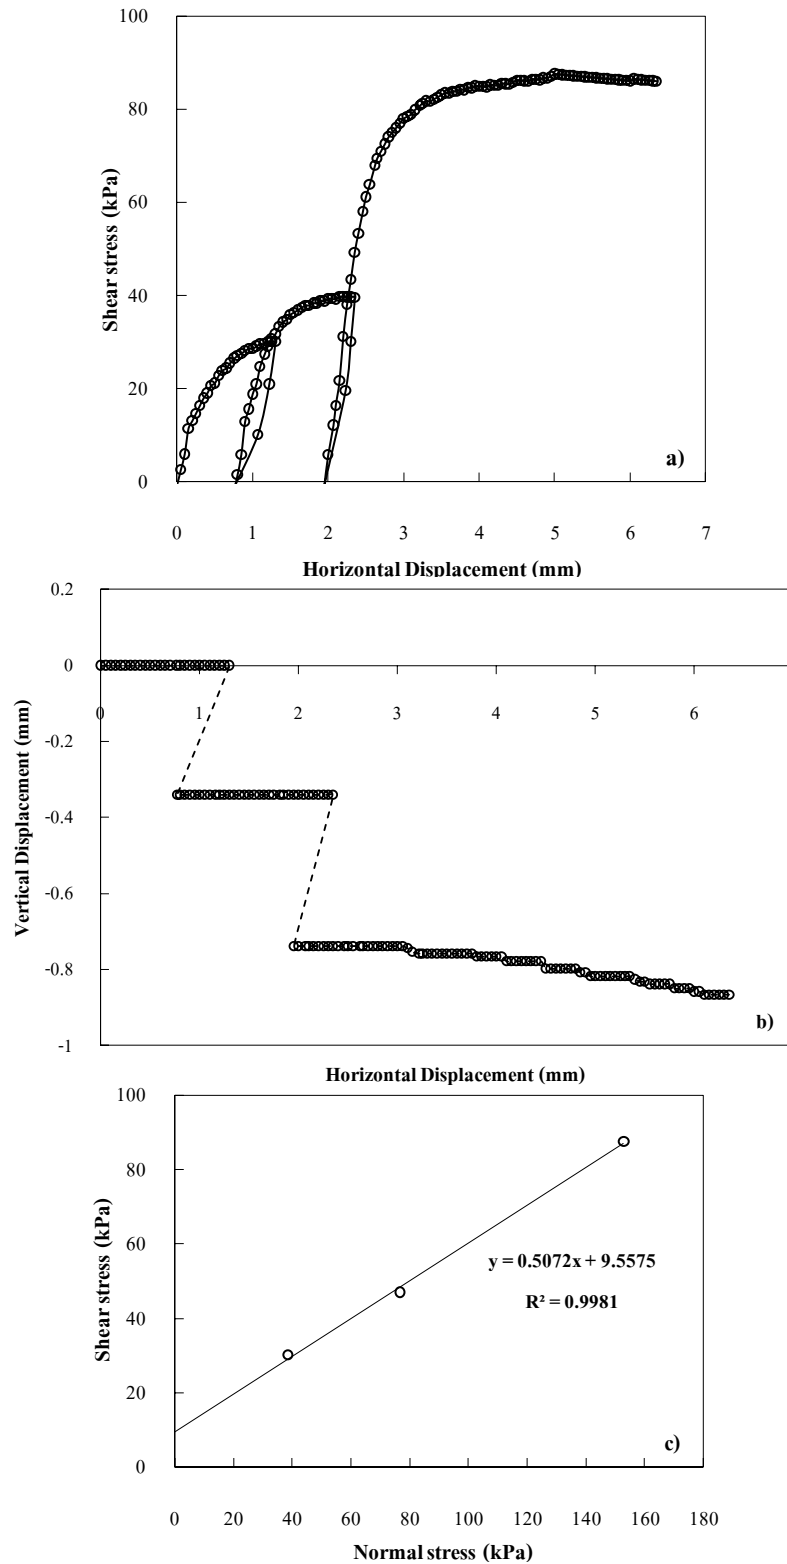 100
80
60
40
20
0
Shear stress (kPa)
a)
0 1 2 3 4 5 6 7
Horizontal Displacement (mm)
0.2
0
-0.2
-0.4
-0.6
-0.8
-1
Vertical Displacement (mm)
0 1 2 3 4 5 6
b)
Horizontal Displacement (mm)
100
80
60
40
20
0
Shear stress (kPa)
y = 0.5072x + 9.5575
R² = 0.9981
c)
0 20 40 60 80 100 120 140 160 180
Normal stress (kPa)